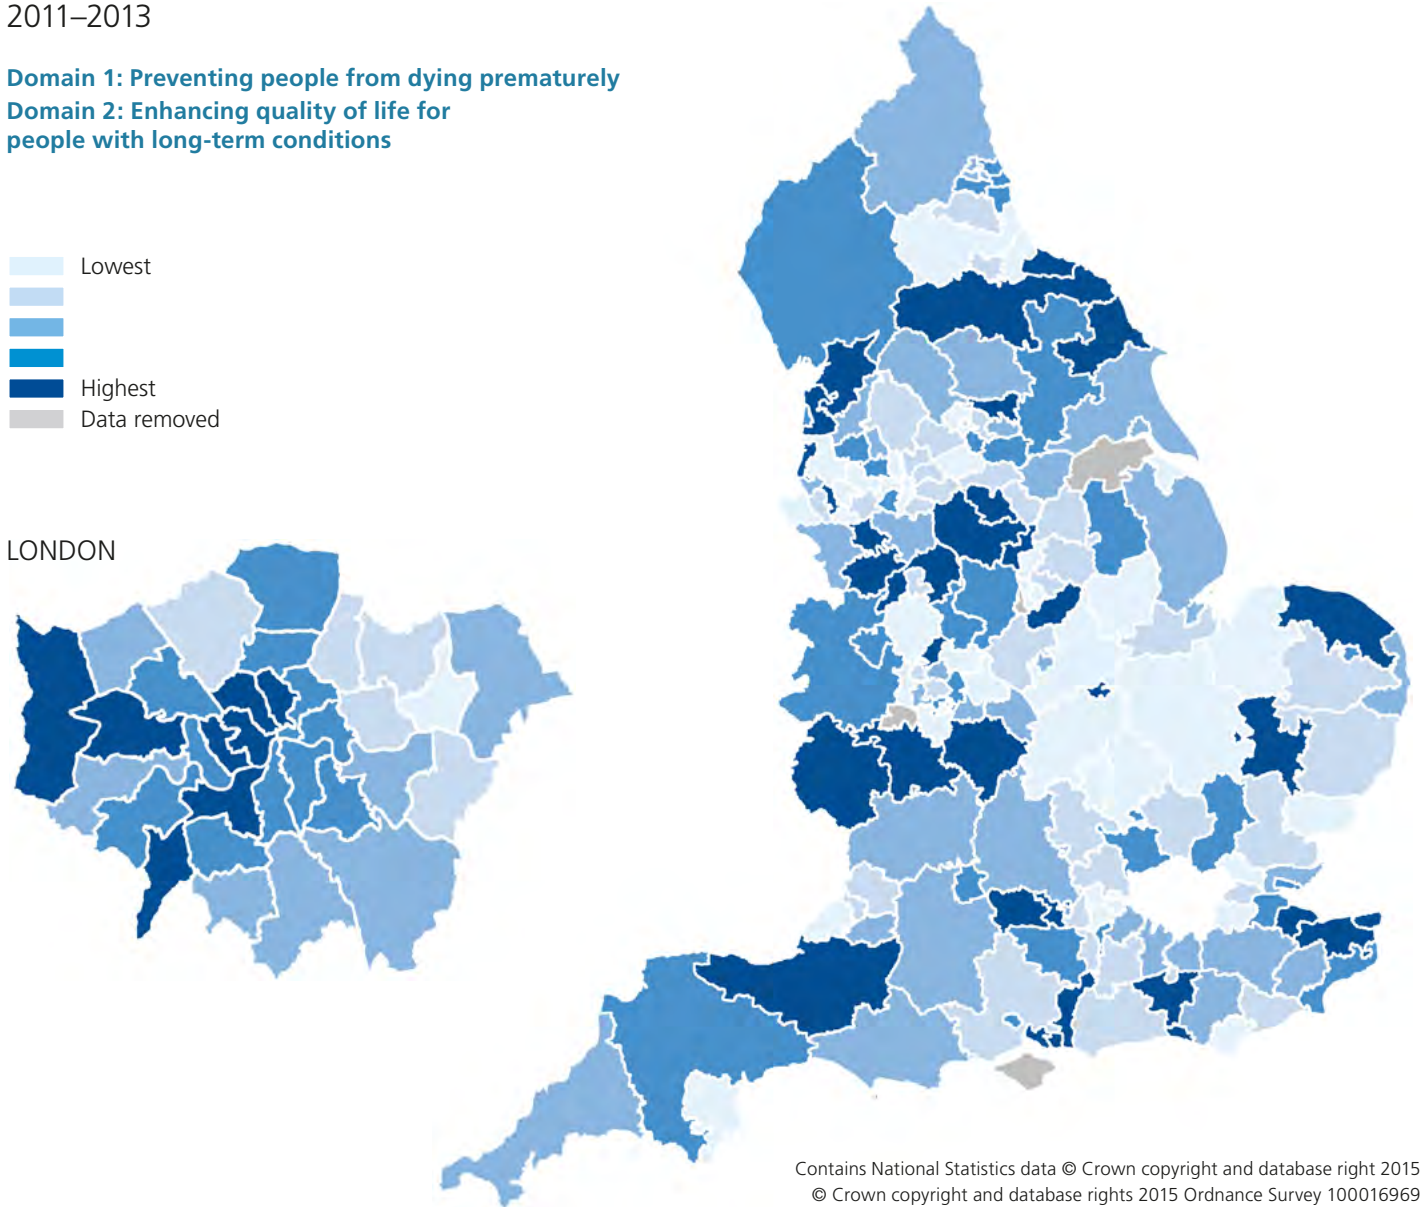 2011–2013
Domain 1: Preventing people from dying prematurely
Domain 2: Enhancing quality of life for
people with long-term conditions
Lowest
Highest
Data removed
LONDON
Contains National Statistics data © Crown copyright and database right 2015
© Crown copyright and database rights 2015 Ordnance Survey 100016969